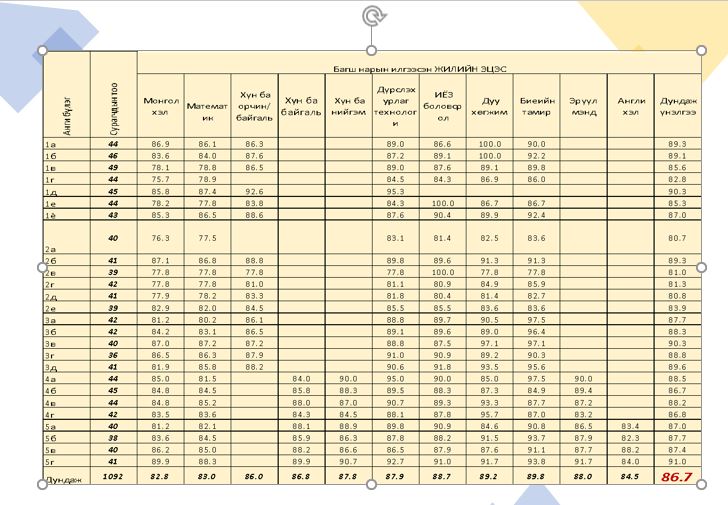 Багш нарын илгээсэн ЖИЛИЙН ЭЦЭС
Анги бүлэг Сурагчдын тоо Монгол хэл Математик Хүн ба орчин/ байгаль Хүн ба байгаль Хүн ба нийгэм Дүрслэх урлаг технологи ИЁЗ боловсрол Дуу хөгжим Биеийн тамир Эрүүл мэнд Англи хэл Дундаж үнэлгээ
1а 44 86.9 86.1 86.3 89.0 86.6 100.0 90.0 89.3
1б 46 83.6 84.0 87.6 87.2 89.1 100.0 92.2 89.1
1в 49 78.1 78.8 86.5 89.0 87.6 89.1 89.8 85.6
1г 44 75.7 78.9 84.5 84.3 86.9 86.0 82.8
1д 45 85.8 87.4 92.6 95.3 90.3
1е 44 78.2 77.8 83.8 84.3 100.0 86.7 86.7 85.3
1ё 43 85.3 86.5 88.6 87.6 90.4 89.9 92.4 87.0
2а 40 76.3 77.5 83.1 81.4 82.5 83.6 80.7
2б 41 87.1 86.8 88.8 89.8 89.6 91.3 91.3 89.3
2в 39 77.8 77.8 77.8 77.8 100.0 77.8 77.8 81.0
2г 42 77.8 77.8 81.0 81.1 80.9 84.9 85.9 81.3
2д 41 77.9 78.2 83.3 81.8 80.4 81.4 82.7 80.8
2е 39 82.9 82.0 84.5 85.5 85.5 83.6 83.6 83.9
3а 42 81.2 80.2 86.1 88.8 89.7 90.5 97.5 87.7
3б 42 84.2 83.1 86.5 89.1 89.6 89.0 96.4 88.3
3в 40 87.0 87.2 87.2 88.8 87.5 97.1 97.1 90.3
3г 36 86.5 86.3 87.9 91.0 90.9 89.2 90.3 88.8
3д 41 81.9 85.8 88.2 90.6 91.8 93.5 95.6 89.6
4а 44 85.0 81.5 84.0 90.0 95.0 90.0 85.0 97.5 90.0 88.5
4б 45 84.8 84.5 85.8 88.3 89.5 88.3 87.3 84.9 89.4 86.7
4в 44 84.8 85.2 88.0 87.0 90.7 89.3 93.3 87.7 87.2 88.2
4г 42 83.5 83.6 84.3 84.5 88.1 87.8 95.7 87.0 83.2 86.8
5а 40 81.2 82.1 88.1 88.9 89.8 90.9 84.6 90.8 86.5 83.4 87.0
5б 38 83.6 84.5 85.9 86.3 87.8 88.2 91.5 93.7 87.9 82.3 87.7
5в 40 86.2 85.0 88.2 86.6 86.5 87.9 87.6 91.1 87.7 88.2 87.4
5г 41 89.9 88.3 89.9 90.7 92.7 91.0 91.7 93.8 91.7 84.0 91.0
Дундаж 1092 82.8 83.0 86.0 86.8 87.8 87.9 88.7 89.2 89.8 88.0 84.5 86.7